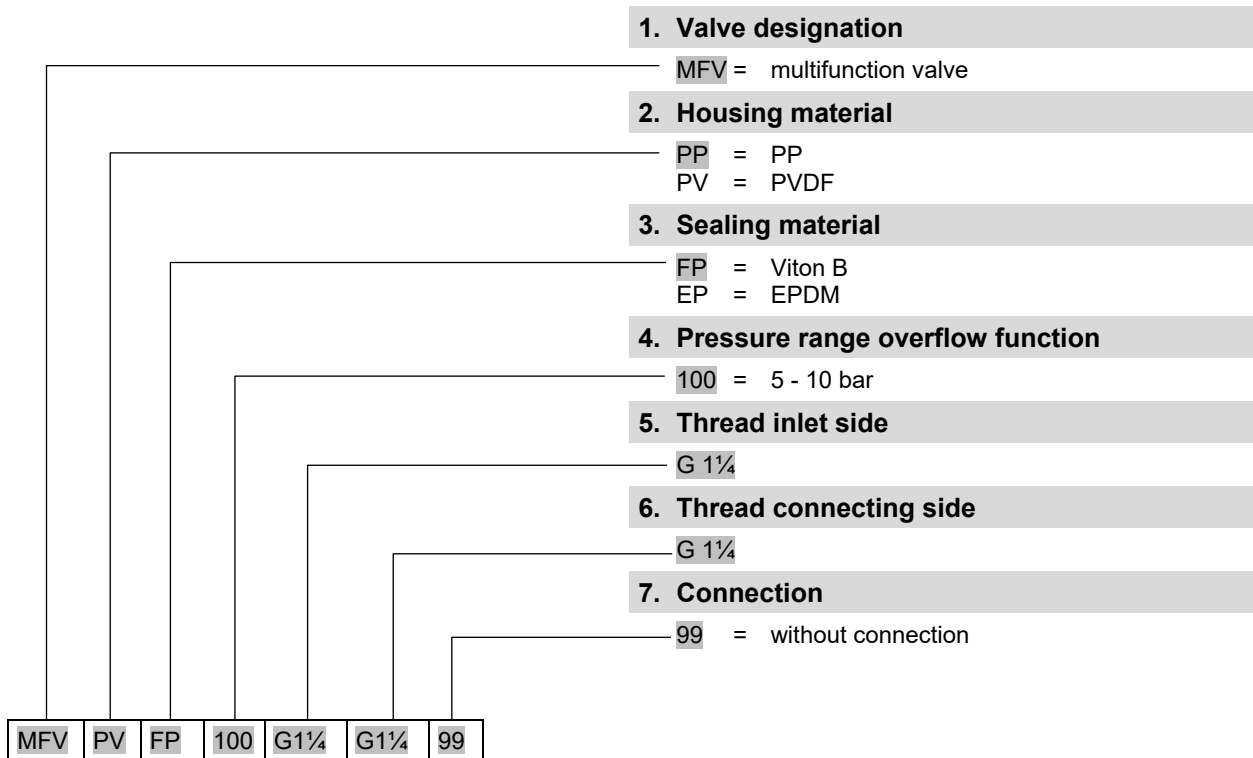 1. Valve designation
MFV = multifunction valve
2. Housing material
PP = PP
PV = PVDF
3. Sealing material
FP = Viton B
EP = EPDM
4. Pressure range overflow function
100 = 5 - 10 bar
5. Thread inlet side
G 1¼
6. Thread connecting side
G 1¼
7. Connection
99 = without connection
MFV PV FP 100 G1¼ G1¼ 99